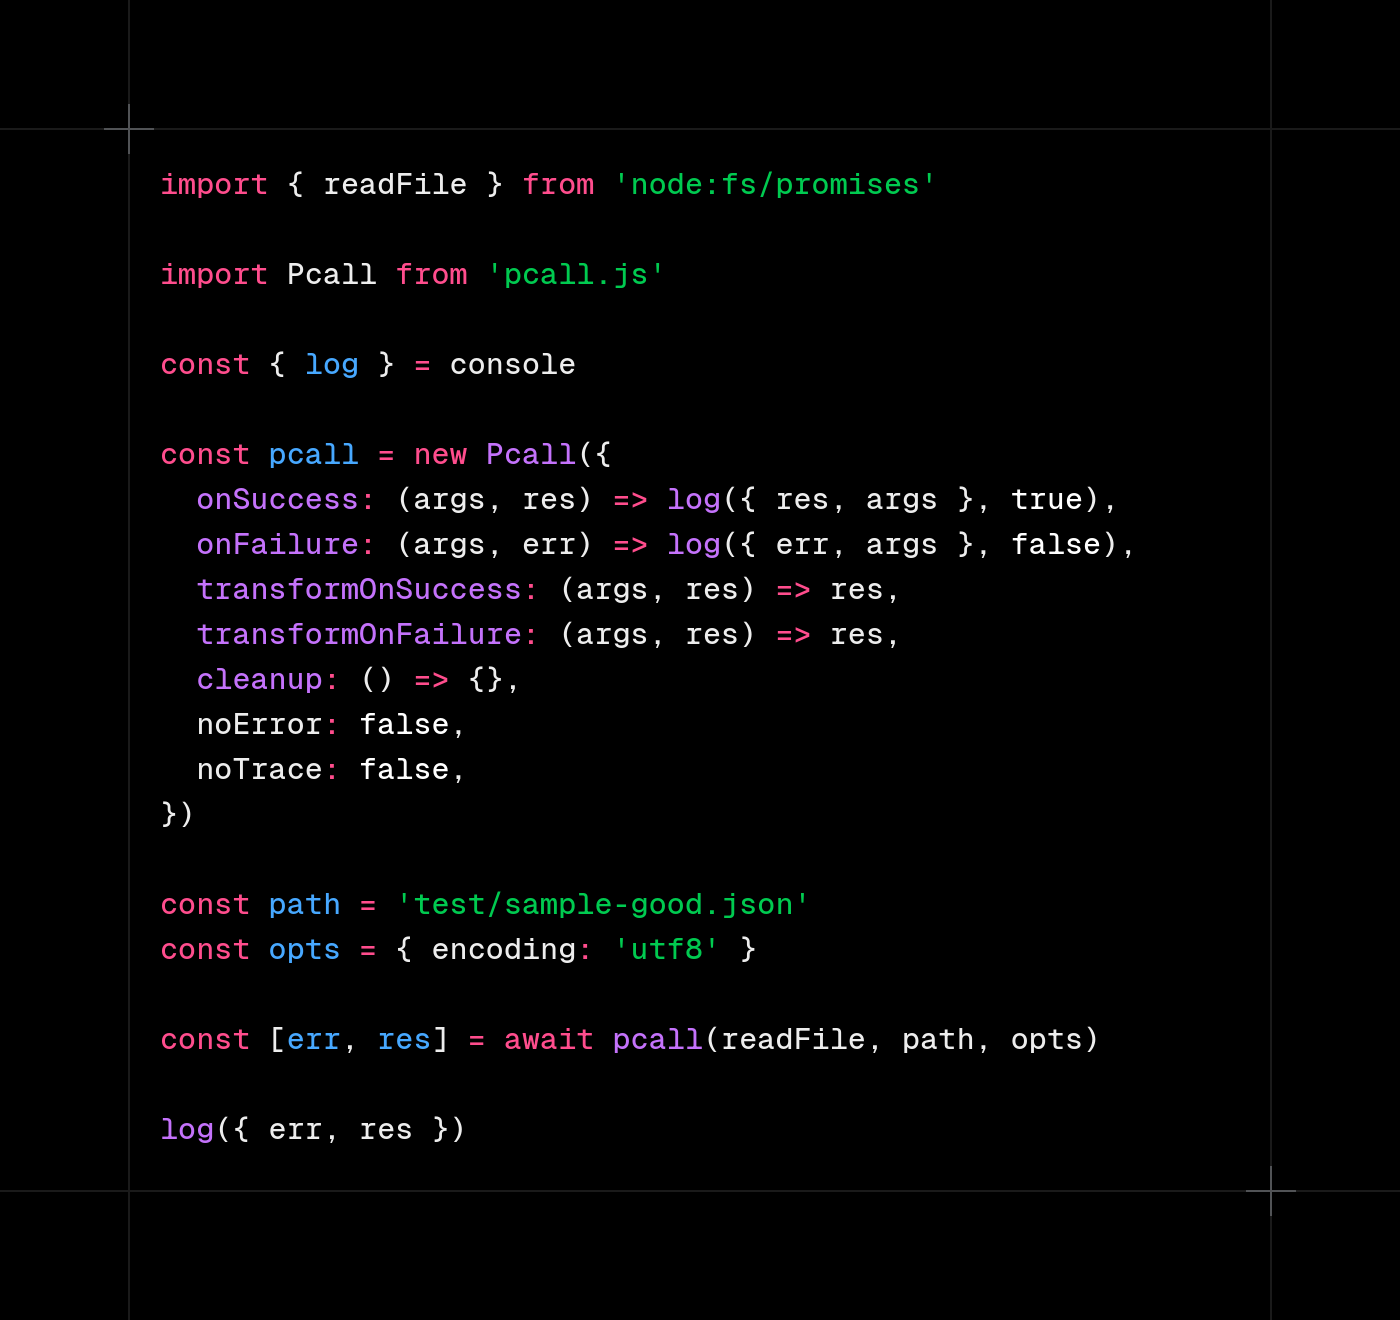 import { readFile } from 'node:fs/promises'
import Pcall from 'pcall.js'
const { log } = console
const pcall = new Pcall({
  onSuccess: (args, res) => log({ res, args }, true),
  onFailure: (args, err) => log({ err, args }, false),
  transformOnSuccess: (args, res) => res,
  transformOnFailure: (args, res) => res,
  cleanup: () => {},
  noError: false,
  noTrace: false,
})
const path = 'test/sample-good.json'
const opts = { encoding: 'utf8' }
const [err, res] = await pcall(readFile, path, opts)
log({ err, res })